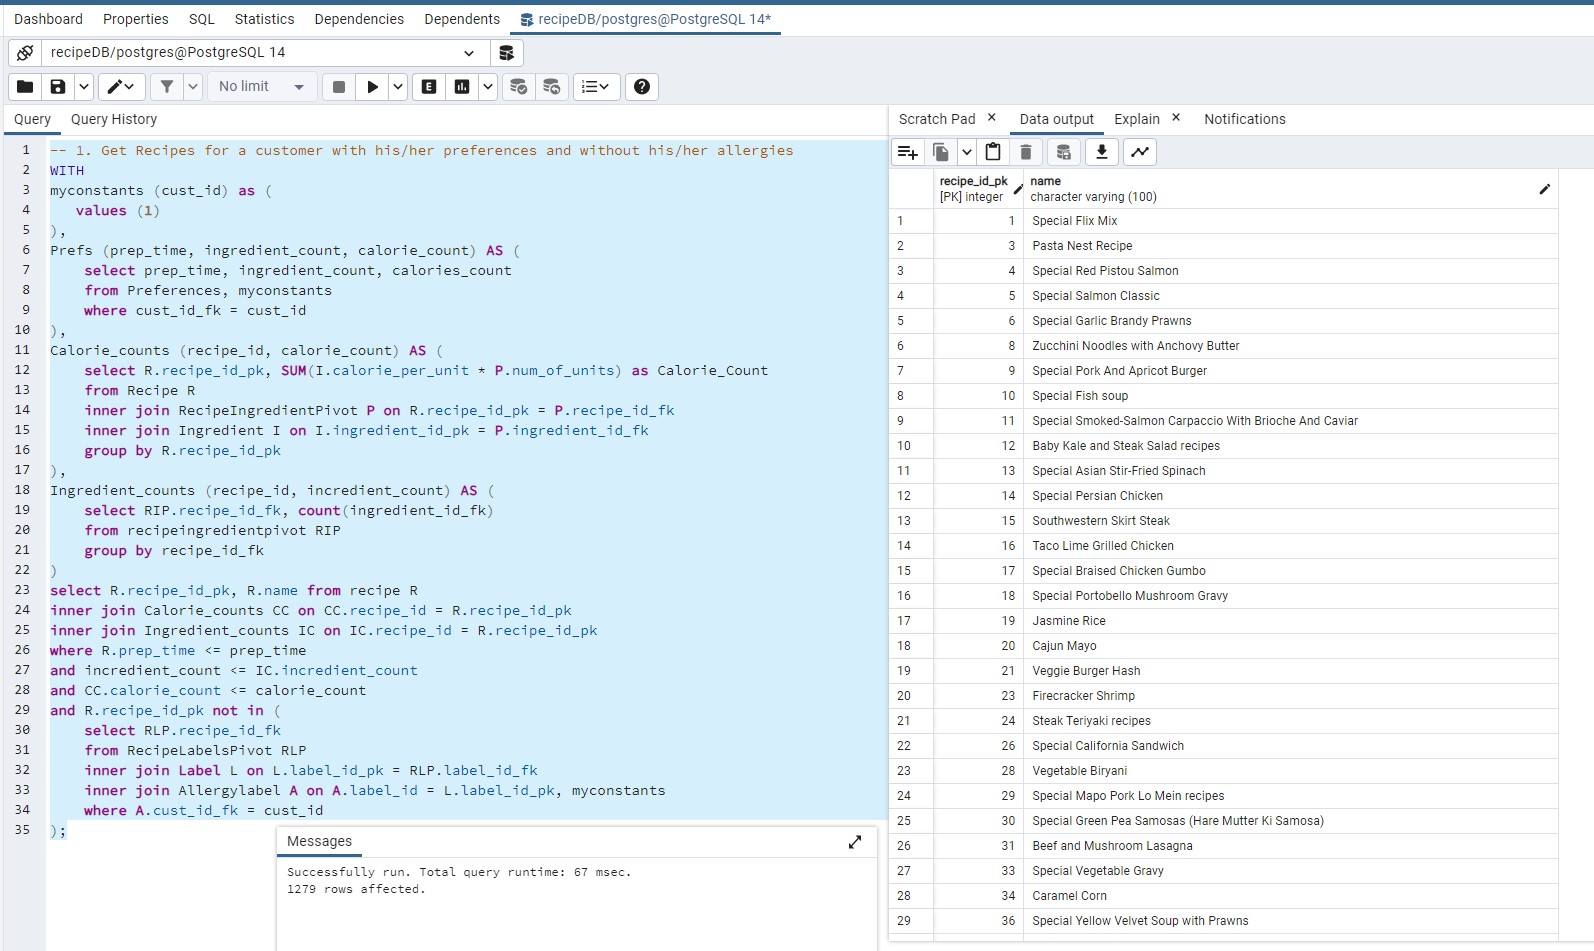 Dashboard Properties SQL Statistics Dependencies Dependents recipeDB/postgres@PostgreSQL 14*
recipeDB/postgres@PostgreSQL 14
No limit
E
Query Query History
1 -- 1. Get Recipes for a customer with his/her preferences and without his/her allergies
2 WITH
3 myconstants (cust_id) as (
4 values (1)
5 ),
6 Prefs (prep_time, ingredient_count, calorie_count) AS (
7 select prep_time, ingredient_count, calories_count
8 from Preferences, myconstants
9 where cust_id_fk = cust_id
10 ),
11 Calorie_counts (recipe_id, calorie_count) AS (
12 select R.recipe_id_pk, SUM(I.calorie_per_unit * P.num_of_units) as Calorie_Count
13 from Recipe R
14 inner join RecipeIngredientPivot P on R.recipe_id_pk = P.recipe_id_fk
15 inner join Ingredient I on I.ingredient_id_pk = P.ingredient_id_fk
16 group by R.recipe_id_pk
17 ),
18 Ingredient_counts (recipe_id, incredient_count) AS (
19 select RIP.recipe_id_fk, count(ingredient_id_fk)
20 from recipeingredientpivot RIP
21 group by recipe_id_fk
22 )
23 select R.recipe_id_pk, R.name from recipe R
24 inner join Calorie_counts CC on CC.recipe_id = R.recipe_id_pk
25 inner join Ingredient_counts IC on IC.recipe_id = R.recipe_id_pk
26 where R.prep_time <= prep_time
27 and incredient_count <= IC.incredient_count
28 and CC.calorie_count <= calorie_count
29 and R.recipe_id_pk not in (
30 select RLP.recipe_id_fk
31 from RecipeLabelsPivot RLP
32 inner join Label L on L.label_id_pk = RLP.label_id_fk
33 inner join Allergylabel A on A.label_id = L.label_id_pk, myconstants
34 where A.cust_id_fk = cust_id
35 );
Messages
Successfully run. Total query runtime: 67 msec.
1279 rows affected.
Scratch Pad Data output Explain Notifications
recipe_id_pk name
[PK] integer character varying (100)
1 1 Special Flix Mix
2 3 Pasta Nest Recipe
3 4 Special Red Pistou Salmon
4 5 Special Salmon Classic
5 6 Special Garlic Brandy Prawns
6 8 Zucchini Noodles with Anchovy Butter
7 9 Special Pork And Apricot Burger
8 10 Special Fish soup
9 11 Special Smoked-Salmon Carpaccio With Brioche And Caviar
10 12 Baby Kale and Steak Salad recipes
11 13 Special Asian Stir-Fried Spinach
12 14 Special Persian Chicken
13 15 Southwestern Skirt Steak
14 16 Taco Lime Grilled Chicken
15 17 Special Braised Chicken Gumbo
16 18 Special Portobello Mushroom Gravy
17 19 Jasmine Rice
18 20 Cajun Mayo
19 21 Veggie Burger Hash
20 23 Firecracker Shrimp
21 24 Steak Teriyaki recipes
22 26 Special California Sandwich
23 28 Vegetable Biryani
24 29 Special Mapo Pork Lo Mein recipes
25 30 Special Green Pea Samosas (Hare Mutter Ki Samosa)
26 31 Beef and Mushroom Lasagna
27 33 Special Vegetable Gravy
28 34 Caramel Corn
29 36 Special Yellow Velvet Soup with Prawns